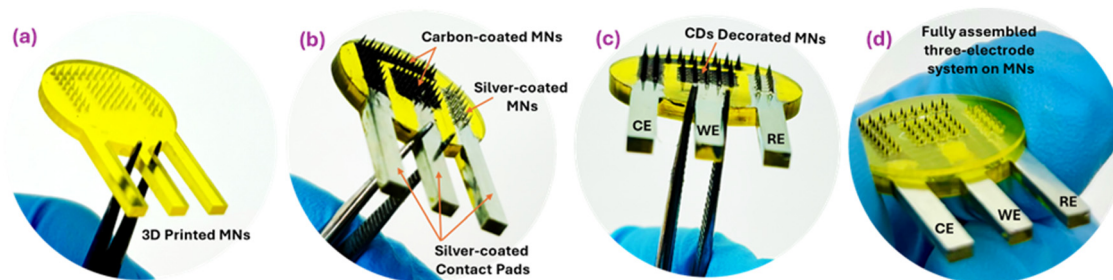 (a)
3D Printed MNs
(b)
Carbon-coated MNs
Silver-coated
MNs
Silver-coated
Contact Pads
(c)
CDs Decorated MNs
CE
WE
RE
(d)
Fully assembled
three-electrode
system on MNs
CE
WE
RE